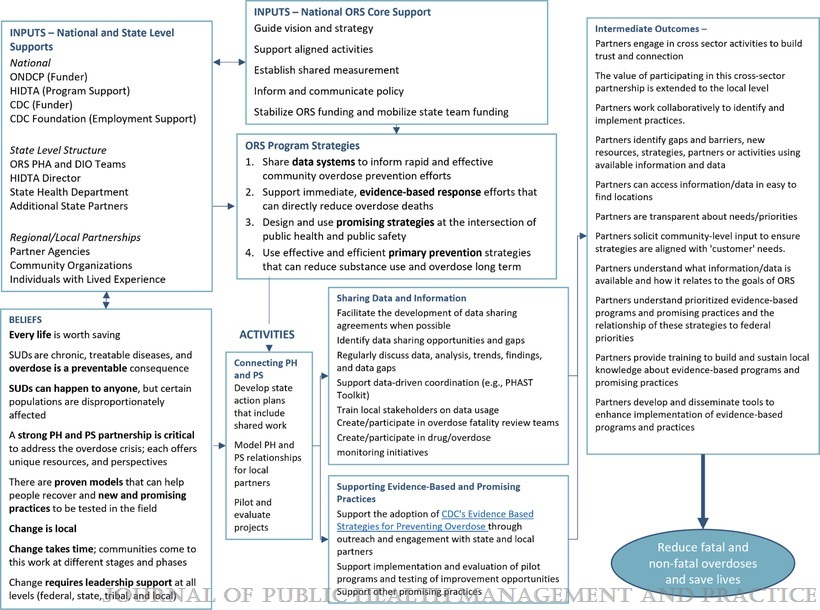 INPUTS – National and State Level
Supports
National
ONDCP (Funder)
HIDTA (Program Support)
CDC (Funder)
CDC Foundation (Employment Support)
State Level Structure
ORS PHA and DIO Teams
HIDTA Director
State Health Department
Additional State Partners
Regional/Local Partnerships
Partner Agencies
Community Organizations
Individuals with Lived Experience
BELIEFS
Every life is worth saving
SUDs are chronic, treatable diseases, and
overdose is a preventable consequence
SUDs can happen to anyone, but certain
populations are disproportionately
affected
A strong PH and PS partnership is critical
to address the overdose crisis; each offers
unique resources, and perspectives
There are proven models that can help
people recover and new and promising
practices to be tested in the field
Change is local
Change takes time; communities come to
this work at different stages and phases
Change requires leadership support at all
levels (federal, state, tribal, and local)
INPUTS – National ORS Core Support
Guide vision and strategy
Support aligned activities
Establish shared measurement
Inform and communicate policy
Stabilize ORS funding and mobilize state team funding
ORS Program Strategies
1. Share data systems to inform rapid and effective
community overdose prevention efforts
2. Support immediate, evidence-based response efforts that
can directly reduce overdose deaths
3. Design and use promising strategies at the intersection of
public health and public safety
4. Use effective and efficient primary prevention strategies
that can reduce substance use and overdose long term
ACTIVITIES
Connecting PH
and PS
Develop state
action plans
that include
shared work
Model PH and
PS relationships
for local
partners
Pilot and
evaluate
projects
Sharing Data and Information
Facilitate the development of data sharing
agreements when possible
Identify data sharing opportunities and gaps
Regularly discuss data, analysis, trends, findings,
and data gaps
Support data-driven coordination (e.g., PHAST
Toolkit)
Train local stakeholders on data usage
Create/participate in overdose fatality review teams
Create/participate in drug/overdose
monitoring initiatives
Supporting Evidence-Based and Promising
Practices
Support the adoption of CDC's Evidence Based
Strategies for Preventing Overdose through
outreach and engagement with state and local
partners
Support implementation and evaluation of pilot
programs and testing of improvement opportunities
Support other promising practices
Intermediate Outcomes –
Partners engage in cross sector activities to build
trust and connection
The value of participating in this cross-sector
partnership is extended to the local level
Partners work collaboratively to identify and
implement practices.
Partners identify gaps and barriers, new
resources, strategies, partners or activities using
available information and data
Partners can access information/data in easy to
find locations
Partners are transparent about needs/priorities
Partners solicit community-level input to ensure
strategies are aligned with 'customer' needs.
Partners understand what information/data is
available and how it relates to the goals of ORS
Partners understand prioritized evidence-based
programs and promising practices and the
relationship of these strategies to federal
priorities
Partners provide training to build and sustain local
knowledge about evidence-based programs and
promising practices
Partners develop and disseminate tools to
enhance implementation of evidence-based
programs and practices
Reduce fatal and
non-fatal overdoses
and save lives
JOURNAL OF PUBLIC HEALTH MANAGEMENT AND PRACTICE